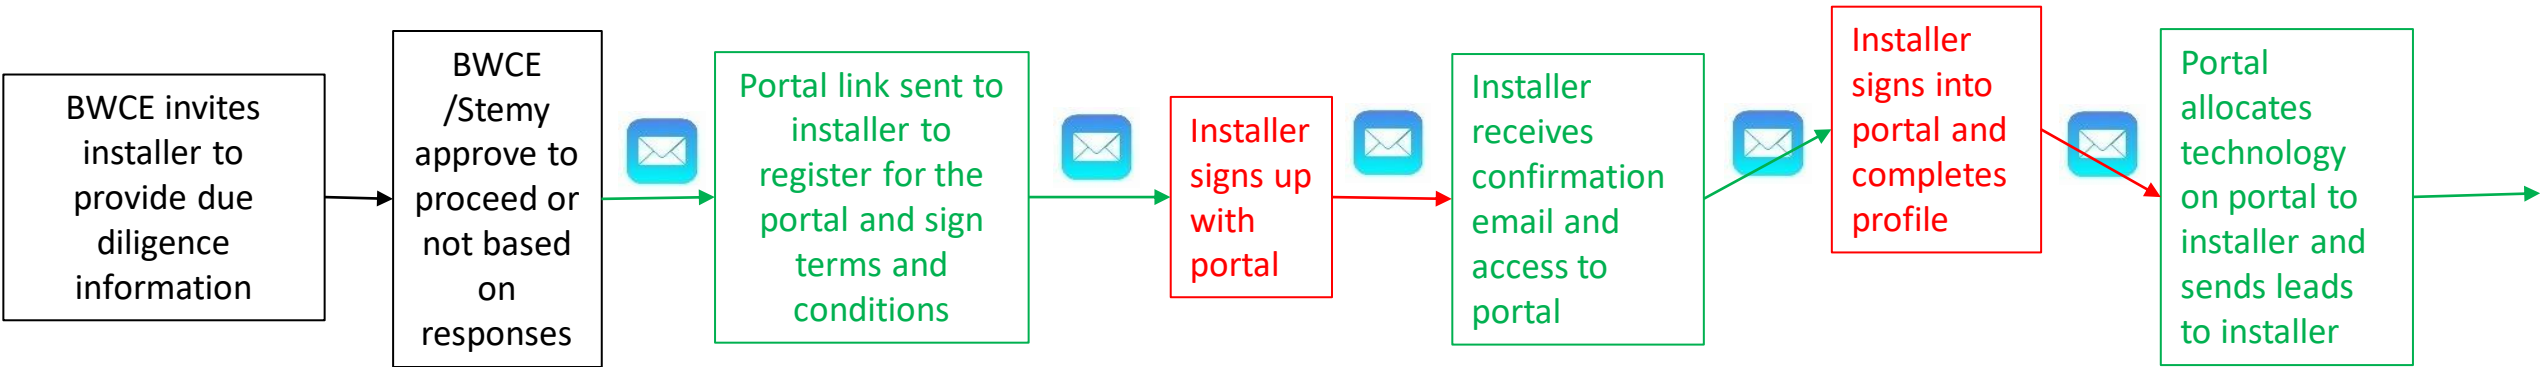 BWCE invites
installer to
provide due
diligence
information
BWCE
/Stemy
approve to
proceed or
not based
on
responses
Portal link sent to
installer to
register for the
portal and sign
terms and
conditions
Installer
signs up
with
portal
Installer
receives
confirmation
email and
access to
portal
Installer
signs into
portal and
completes
profile
Portal
allocates
technology
on portal to
installer and
sends leads
to installer